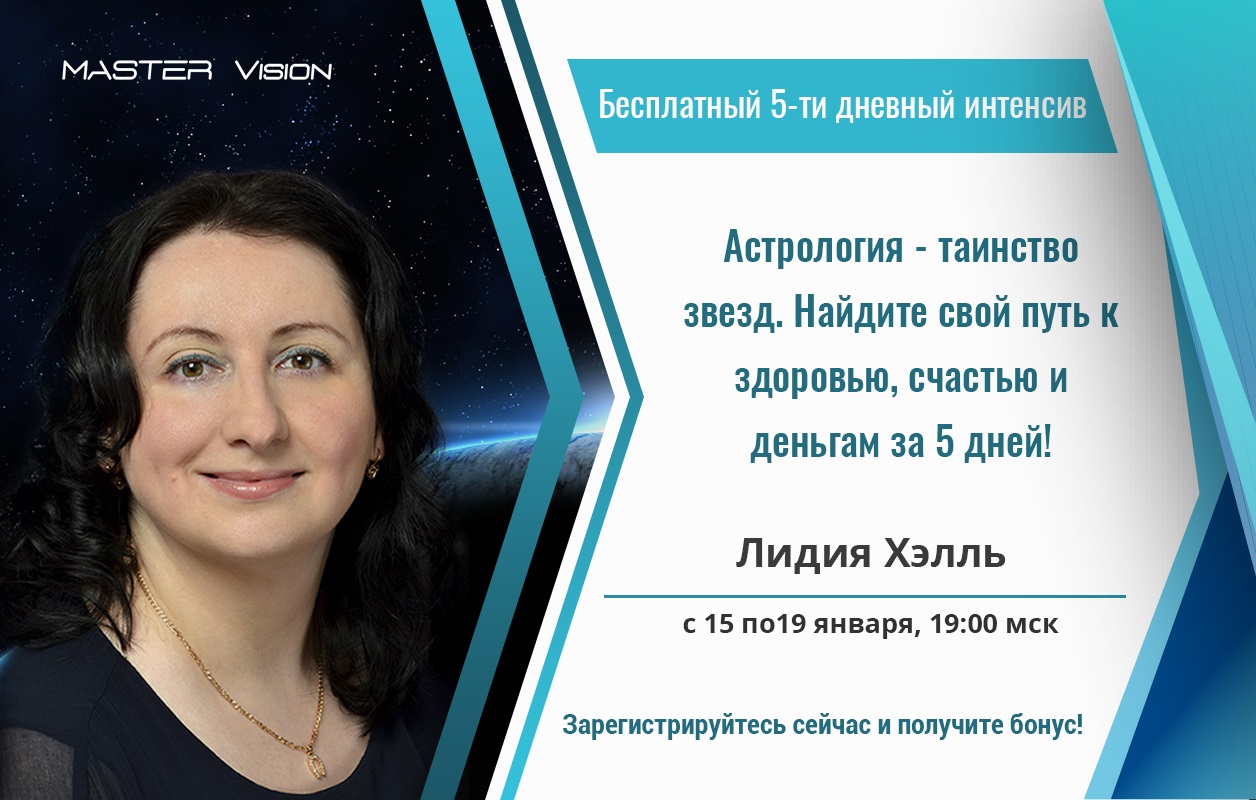 MASTER VISION
Бесплатный 5-ти дневный интенсив
Астрология - таинство
звезд. Найдите свой путь к
здоровью, счастью и
деньгам за 5 дней!
Лидия Хэлль
с 15 по19 января, 19:00 мск
Зарегистрируйтесь сейчас и получите бонус!